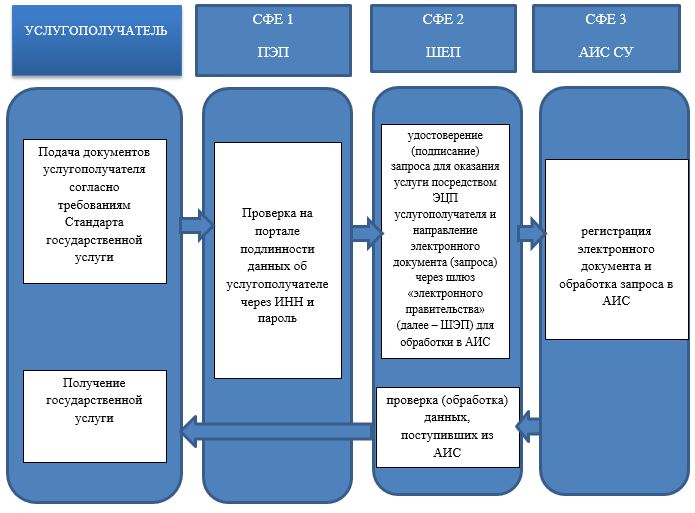 УСЛУГОПОЛУЧАТЕЛЬ
СФЕ 1
ПЭП
СФЕ 2
ШЕП
СФЕ 3
АИС СУ
Подача документов
услугополучателя
согласно
требованиям
Стандарта
государственной
услуги
Проверка на
портале
подлинности
данных об
услугополучателе
через ИНН и
пароль
удостоверение
(подписание)
запроса для оказания
услуги посредством
ЭЦП
услугополучателя и
направление
электронного
документа (запроса)
через шлюз
«электронного
правительства»
(далее – ШЭП) для
обработки в АИС
регистрация
электронного
документа и
обработка запроса в
АИС
Получение
государственной
услуги
проверка (обработка)
данных,
поступивших из
АИС